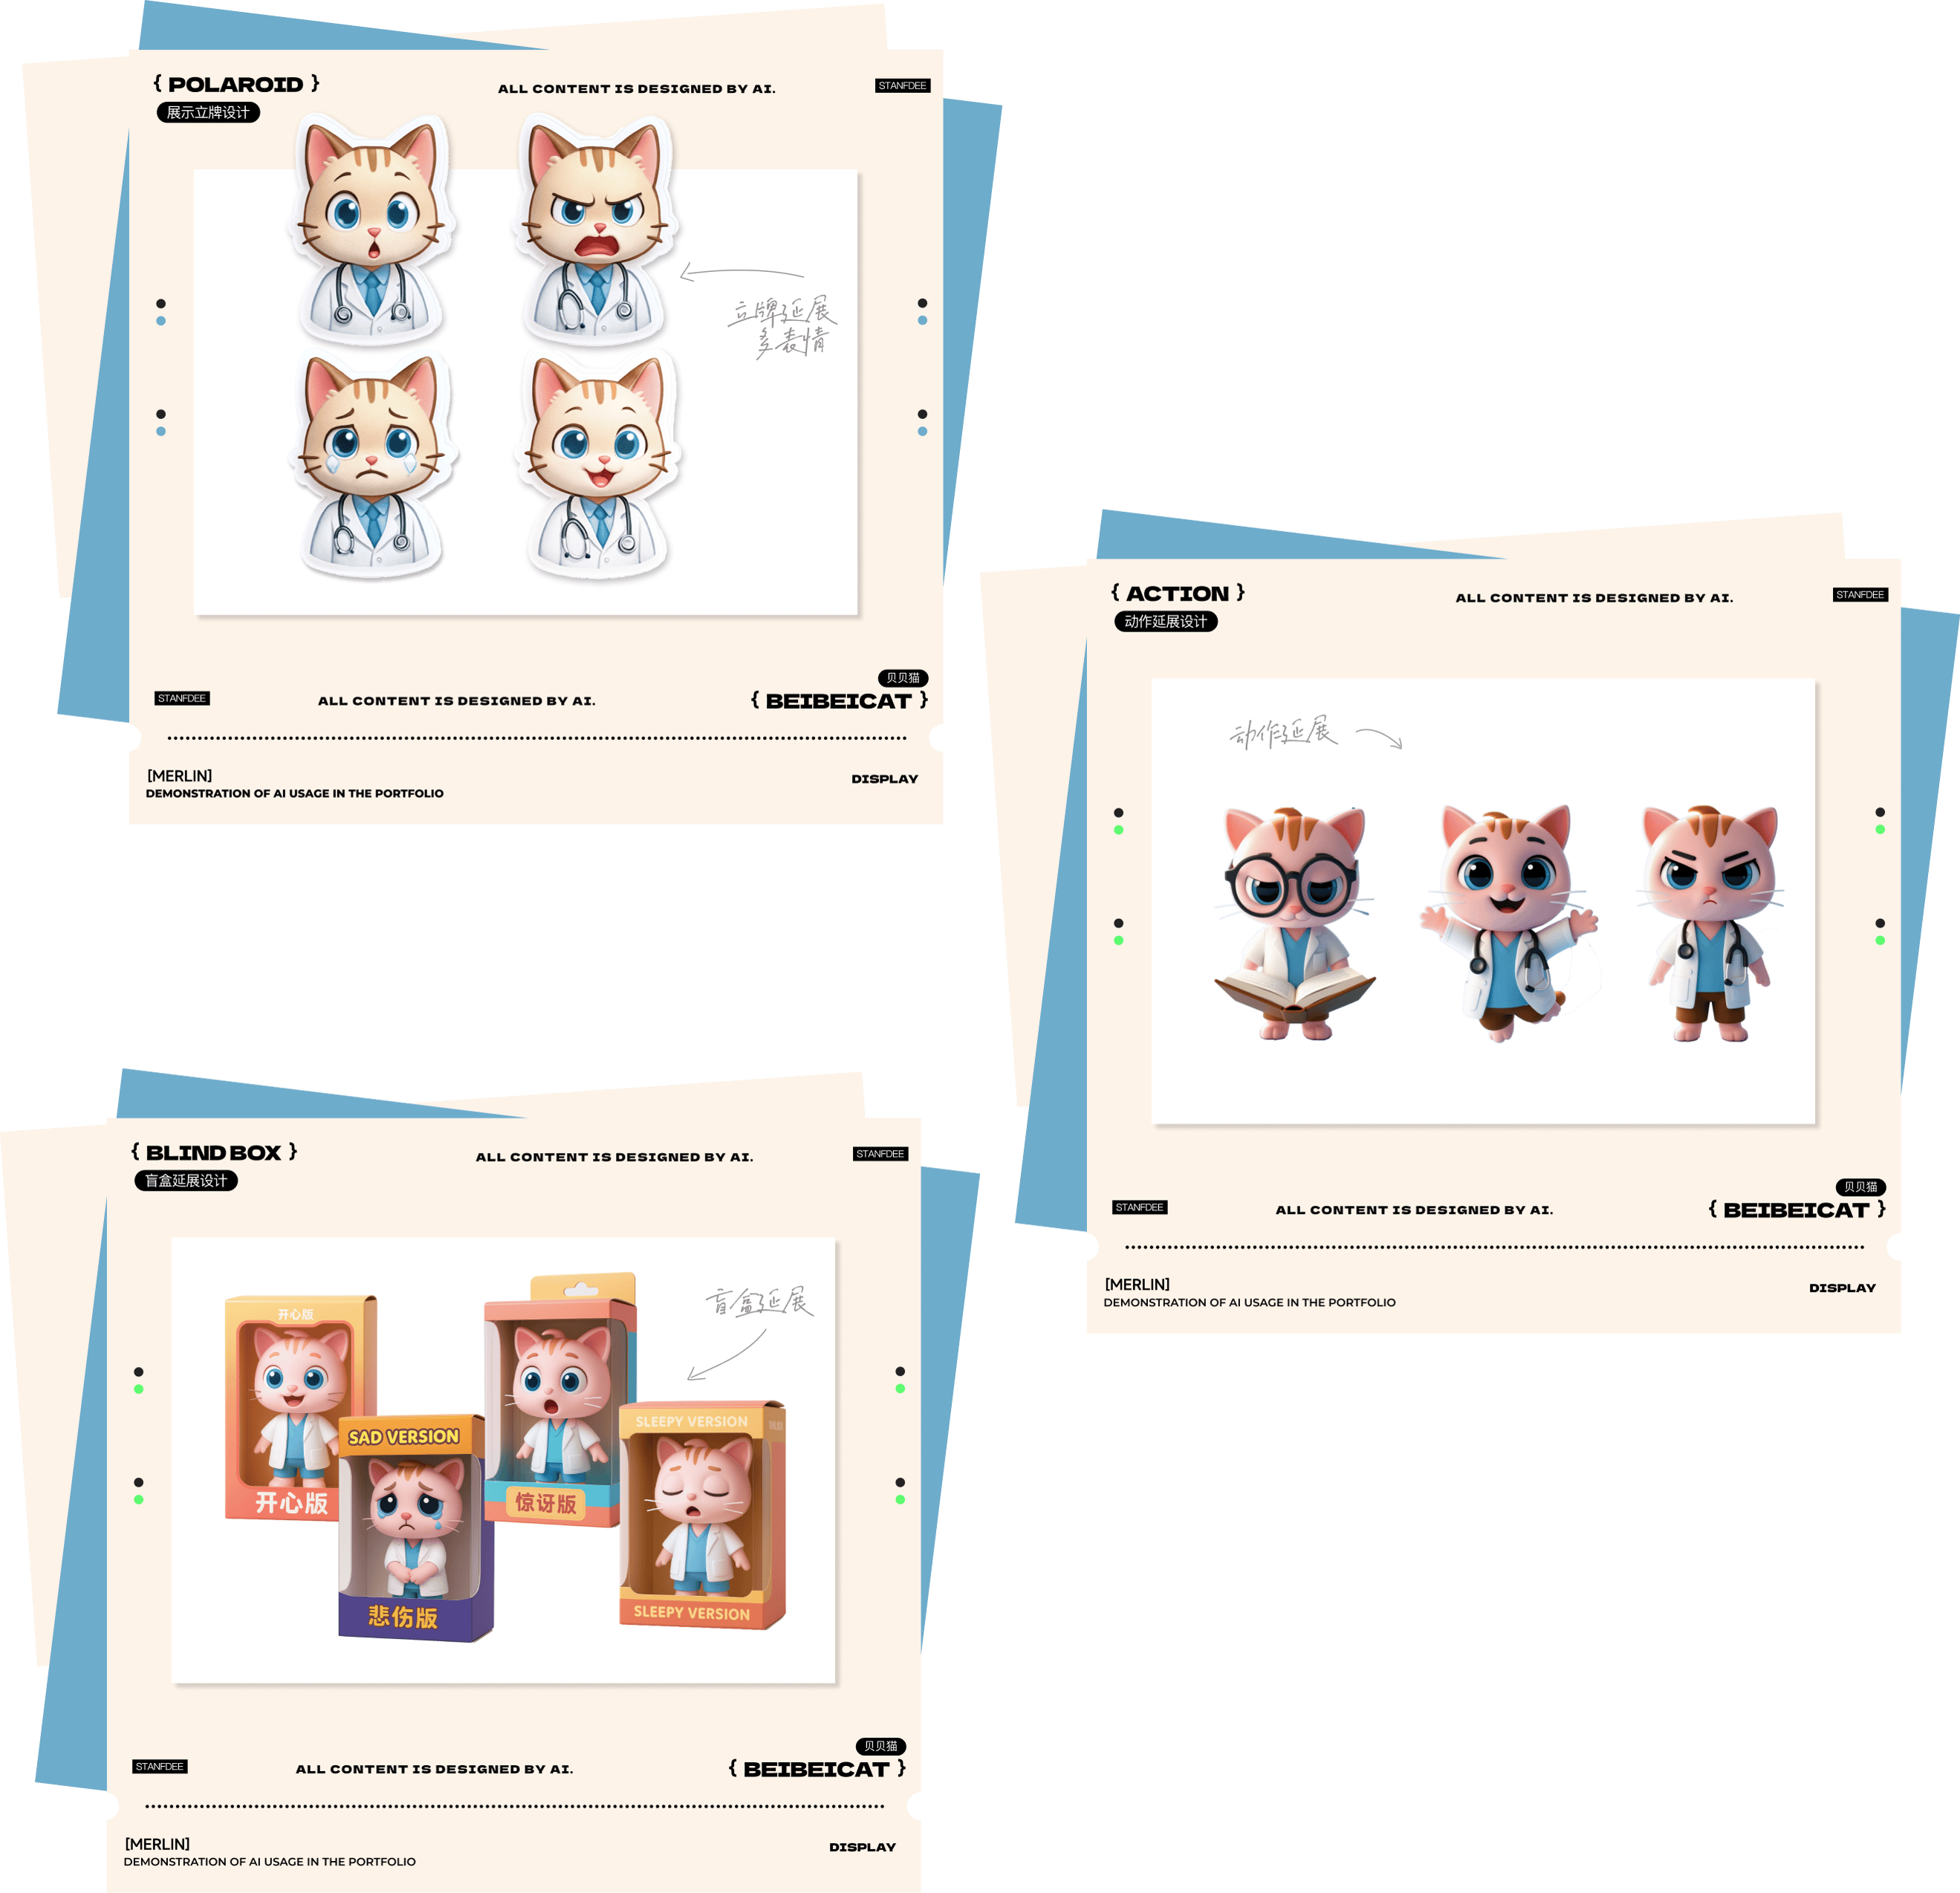 { POLAROID }
展示立牌设计
ALL CONTENT IS DESIGNED BY AI.
STANFDEE
立牌延展
多表情
贝贝猫
STANFDEE
ALL CONTENT IS DESIGNED BY AI.
{ BEIBEICAT }
[MERLIN]
DEMONSTRATION OF AI USAGE IN THE PORTFOLIO
DISPLAY
{ ACTION }
动作延展设计
ALL CONTENT IS DESIGNED BY AI.
STANFDEE
动作延展
贝贝猫
STANFDEE
ALL CONTENT IS DESIGNED BY AI.
{ BEIBEICAT }
[MERLIN]
DEMONSTRATION OF AI USAGE IN THE PORTFOLIO
DISPLAY
{ BLIND BOX }
盲盒延展设计
ALL CONTENT IS DESIGNED BY AI.
STANFDEE
盲盒延展
开心版
开心版
SAD VERSION
悲伤版
惊讶版
SLEEPY VERSION
SLEEPY VERSION
贝贝猫
STANFDEE
ALL CONTENT IS DESIGNED BY AI.
{ BEIBEICAT }
[MERLIN]
DEMONSTRATION OF AI USAGE IN THE PORTFOLIO
DISPLAY